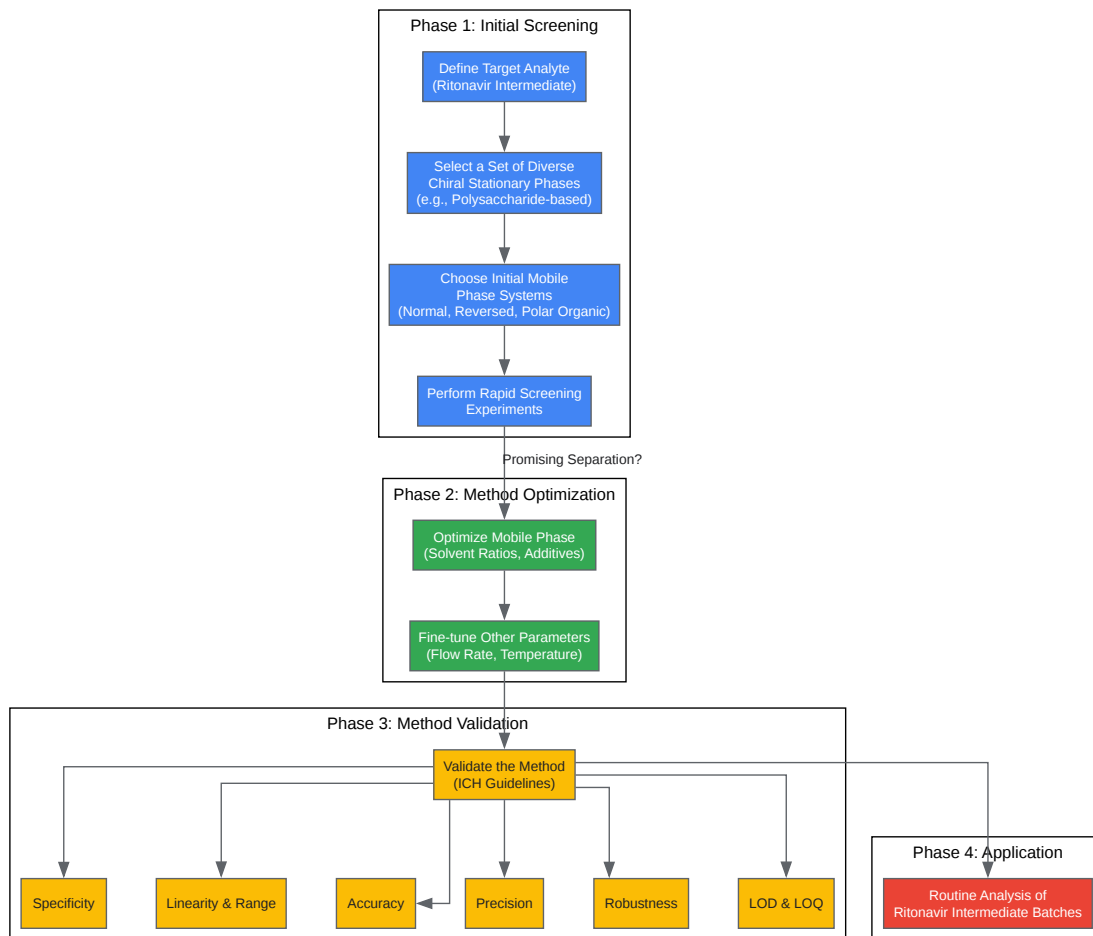 Phase 1: Initial Screening
Define Target Analyte
(Ritonavir Intermediate)
Select a Set of Diverse
Chiral Stationary Phases
(e.g., Polysaccharide-based)
Choose Initial Mobile
Phase Systems
(Normal, Reversed, Polar Organic)
Perform Rapid Screening
Experiments
Promising Separation?
Phase 2: Method Optimization
Optimize Mobile Phase
(Solvent Ratios, Additives)
Fine-tune Other Parameters
(Flow Rate, Temperature)
Phase 3: Method Validation
Validate the Method
(ICH Guidelines)
Specificity
Linearity & Range
Accuracy
Precision
Robustness
LOD & LOQ
Phase 4: Application
Routine Analysis of
Ritonavir Intermediate Batches